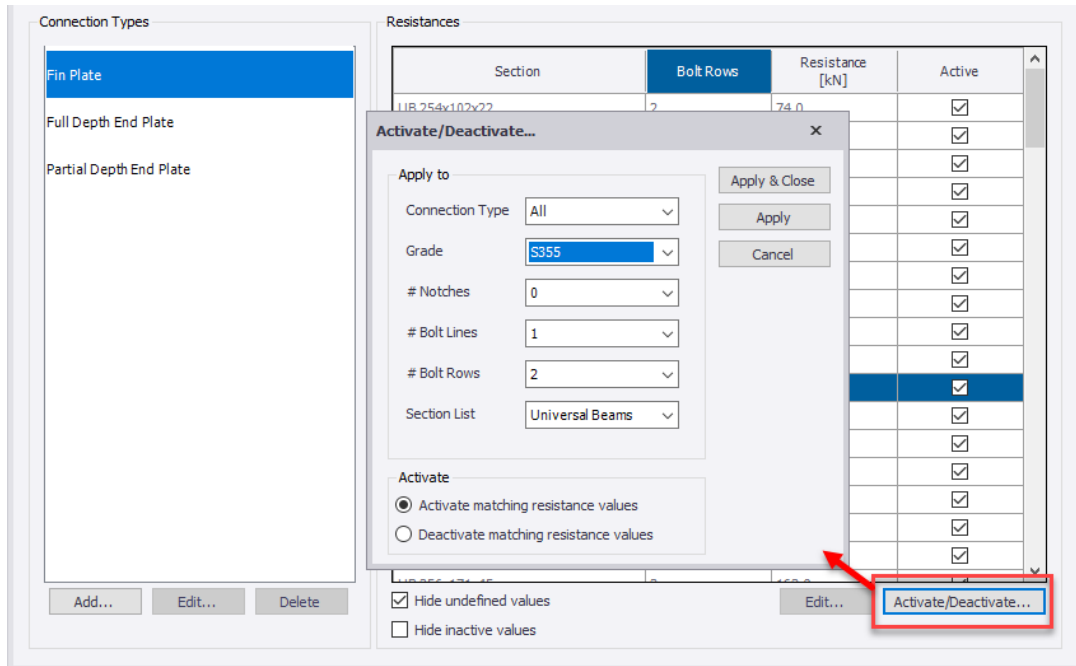 Connection Types
Fin Plate
Full Depth End Plate
Partial Depth End Plate
Add...
Edit...
Delete
Resistances
Section
Bolt Rows
Resistance
[kN]
Active
UB 254x102x22
2
74.0
Activate/Deactivate...
Apply to
Connection Type
All
Grade
S355
# Notches
0
# Bolt Lines
1
# Bolt Rows
2
Section List
Universal Beams
Apply & Close
Apply
Cancel
Activate
Activate matching resistance values
Deactivate matching resistance values
Hide undefined values
Hide inactive values
Edit...
Activate/Deactivate...